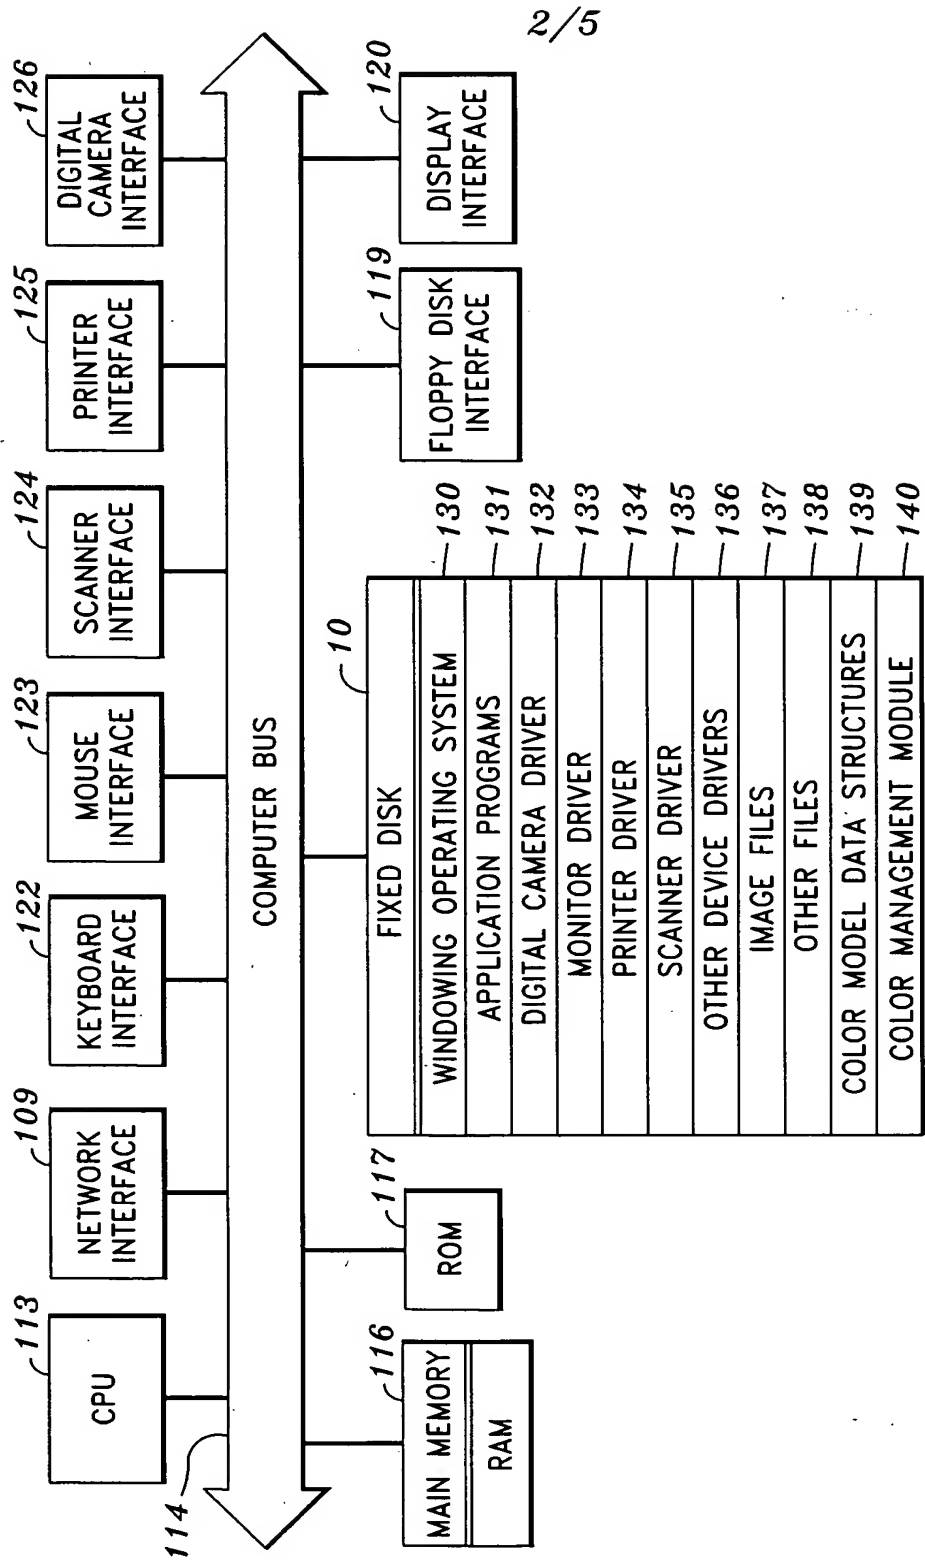 2/5
113
CPU
109
NETWORK
INTERFACE
122
KEYBOARD
INTERFACE
123
MOUSE
INTERFACE
124
SCANNER
INTERFACE
125
PRINTER
INTERFACE
126
DIGITAL
CAMERA
INTERFACE
114
COMPUTER BUS
116
MAIN MEMORY
RAM
117
ROM
10
FIXED DISK
WINDOWING OPERATING SYSTEM
130
APPLICATION PROGRAMS
131
DIGITAL CAMERA DRIVER
132
MONITOR DRIVER
133
PRINTER DRIVER
134
SCANNER DRIVER
135
OTHER DEVICE DRIVERS
136
IMAGE FILES
137
OTHER FILES
138
COLOR MODEL DATA STRUCTURES
139
COLOR MANAGEMENT MODULE
140
119
FLOPPY DISK
INTERFACE
120
DISPLAY
INTERFACE